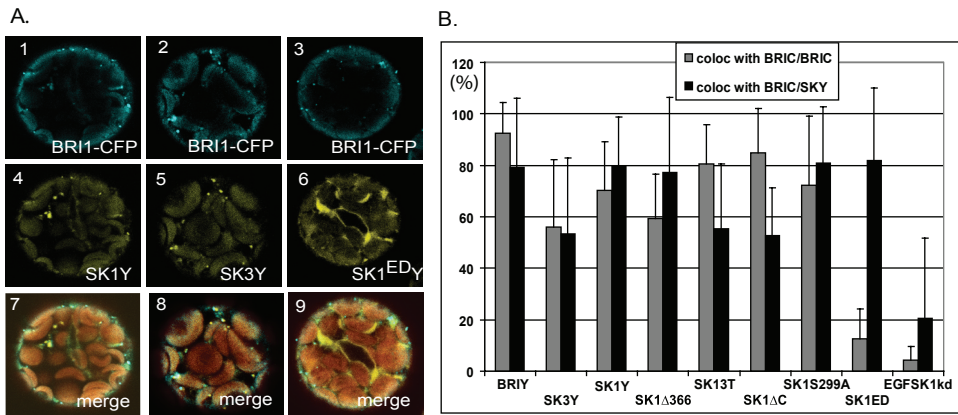 A.
1
2
3
BRI1-CFP
BRI1-CFP
BRI1-CFP
4
5
6
SK1Y
SK3Y
SK1EDY
7
8
9
merge
merge
merge
B.
coloc with BRIC/BRIC
coloc with BRIC/SKY
(%)
120
100
80
60
40
20
0
BRIY
SK3Y
SK1Y
SK1Δ366
SK13T
SK1ΔC
SK1S299A
SK1ED
EGFSK1kd